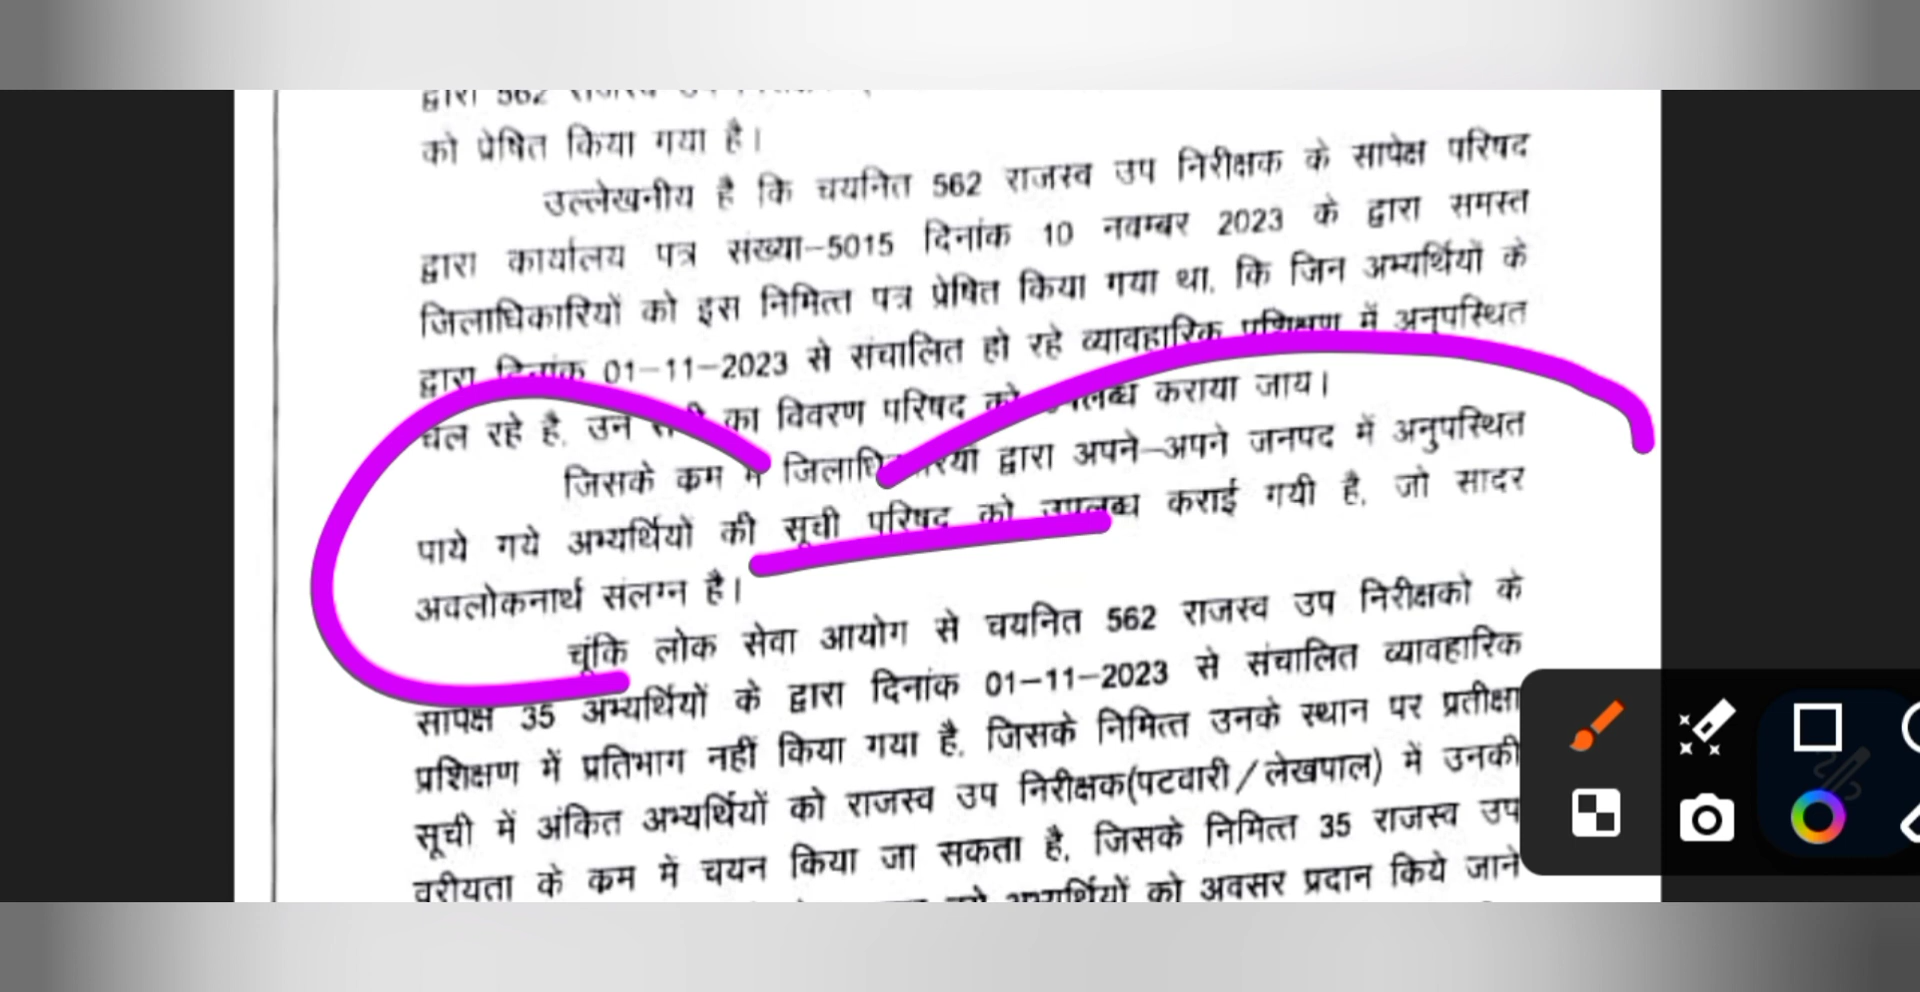 द्वारा 562 राजस्व उप
को प्रेषित किया गया है।
उल्लेखनीय है कि चयनित 562 राजस्व उप निरीक्षक के सापेक्ष परिषद
द्वारा कार्यालय पत्र संख्या–5015 दिनांक 10 नवम्बर 2023 के द्वारा समस्त
जिलाधिकारियों को इस निमित्त पत्र प्रेषित किया गया था, कि जिन अभ्यर्थियों के
द्वारा दिनांक 01–11–2023 से संचालित हो रहे व्यावहारिक प्रशिक्षण में अनुपस्थित
चल रहे है, उन का विवरण परिषद को उपलब्ध कराया जाय।
जिसके कम में जिलाधिकारियों द्वारा अपने–अपने जनपद में अनुपस्थित
पाये गये अभ्यर्थियों की सूची परिषद को उपलब्ध कराई गयी है, जो सादर
अवलोकनार्थ संलग्न है।
चूंकि लोक सेवा आयोग से चयनित 562 राजस्व उप निरीक्षको के
सापेक्ष 35 अभ्यर्थियों के द्वारा दिनांक 01–11–2023 से संचालित व्यावहारिक
प्रशिक्षण में प्रतिभाग नहीं किया गया है, जिसके निमित्त उनके स्थान पर प्रतीक्षा
सूची में अंकित अभ्यर्थियों को राजस्व उप निरीक्षक(पटवारी/लेखपाल) में उनकी
वरीयता के कम में चयन किया जा सकता है, जिसके निमित्त 35 राजस्व उप
अभ्यर्थियों को अवसर प्रदान किये जाने